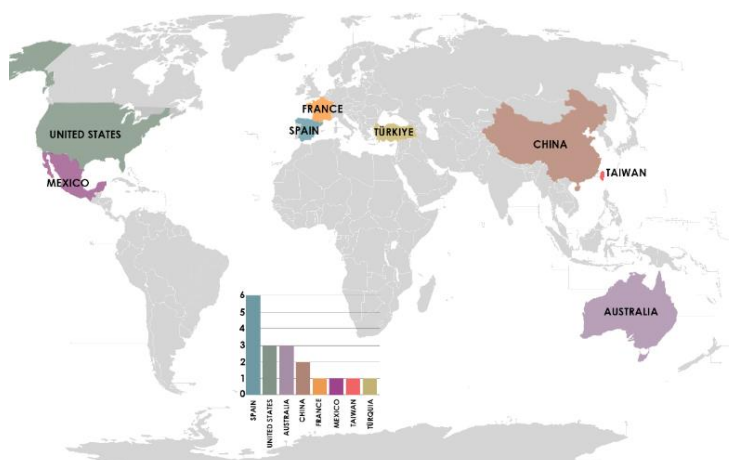 FRANCE
SPAIN
TÜRKIYE
UNITED STATES
CHINA
MEXICO
TAIWAN
AUSTRALIA
6
5
4
3
2
1
0
SPAIN
UNITED STATES
AUSTRALIA
CHINA
FRANCE
MEXICO
TAIWAN
TÜRQUIA